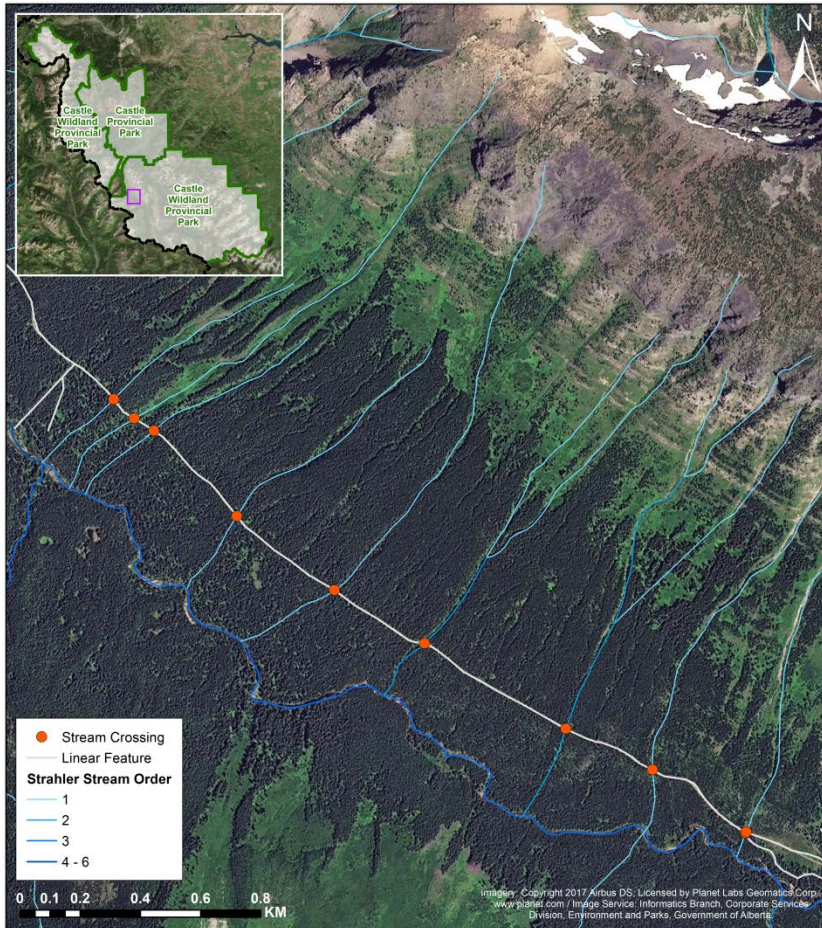 N
Castle
Wildland
Provincial
Park
Castle
Provincial
Park
Castle
Wildland
Provincial
Park
Stream Crossing
Linear Feature
Strahler Stream Order
1
2
3
4 - 6
0 0.1 0.2 0.4 0.6 0.8
KM
Imagery: Copyright 2017 Airbus DS; Licensed by Planet Labs Geomatics Corp.
www.planet.com / Image Service: Informatics Branch, Corporate Services
Division, Environment and Parks, Government of Alberta.